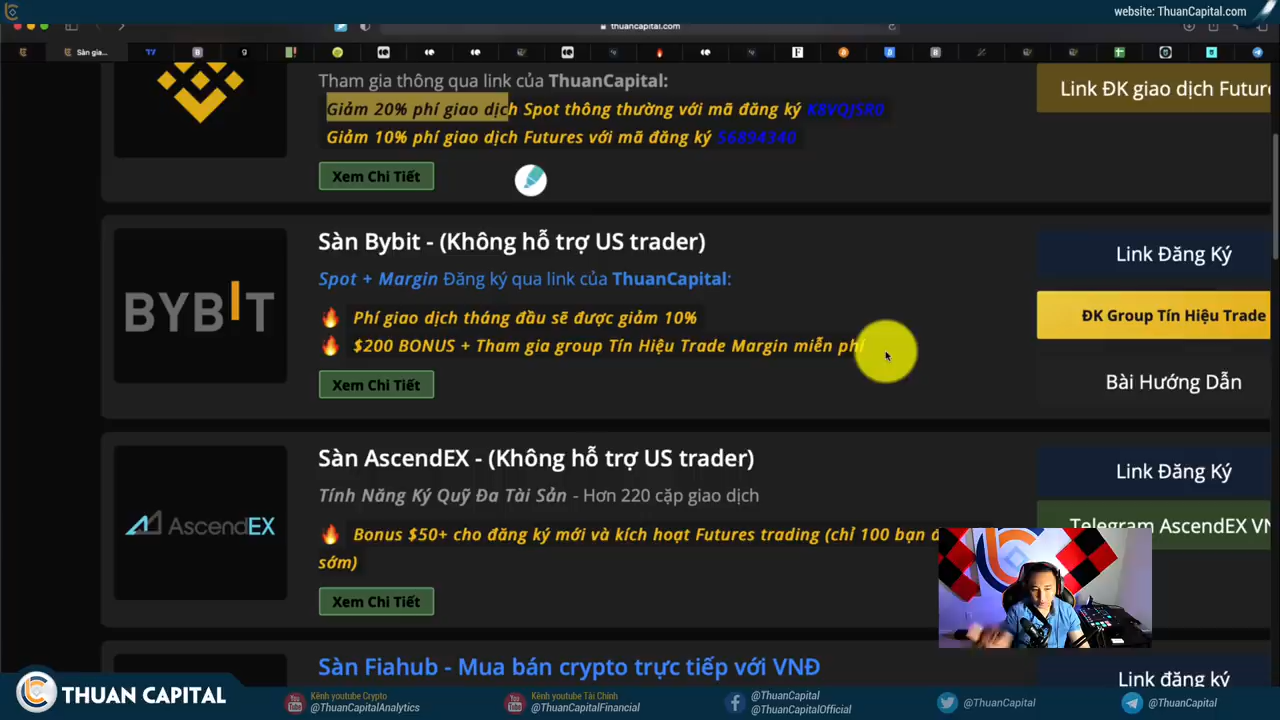 website: ThuanCapital.com
thuancapital.com
Sàn gia...
Tham gia thông qua link của ThuanCapital:
Giảm 20% phí giao dịch Spot thông thường với mã đăng ký K8VQJSR0
Giảm 10% phí giao dịch Futures với mã đăng ký 56894340
Link ĐK giao dịch Future
Xem Chi Tiết
BYBIT
Sàn Bybit - (Không hỗ trợ US trader)
Spot + Margin Đăng ký qua link của ThuanCapital:
Phí giao dịch tháng đầu sẽ được giảm 10%
$200 BONUS + Tham gia group Tín Hiệu Trade Margin miễn phí
Xem Chi Tiết
Link Đăng Ký
ĐK Group Tín Hiệu Trade
Bài Hướng Dẫn
AscendEX
Sàn AscendEX - (Không hỗ trợ US trader)
Tính Năng Ký Quỹ Đa Tài Sản - Hơn 220 cặp giao dịch
Bonus $50+ cho đăng ký mới và kích hoạt Futures trading (chỉ 100 bạn đ
sớm)
Xem Chi Tiết
Link Đăng Ký
Telegram AscendEX VN
Sàn Fiahub - Mua bán crypto trực tiếp với VNĐ
Link đăng ký
THUAN CAPITAL
Kênh youtube Crypto
@ThuanCapitalAnalytics
Kênh youtube Tài Chính
@ThuanCapitalFinancial
@ThuanCapital
@ThuanCapitalOfficial
@ThuanCapital
@ThuanCapital